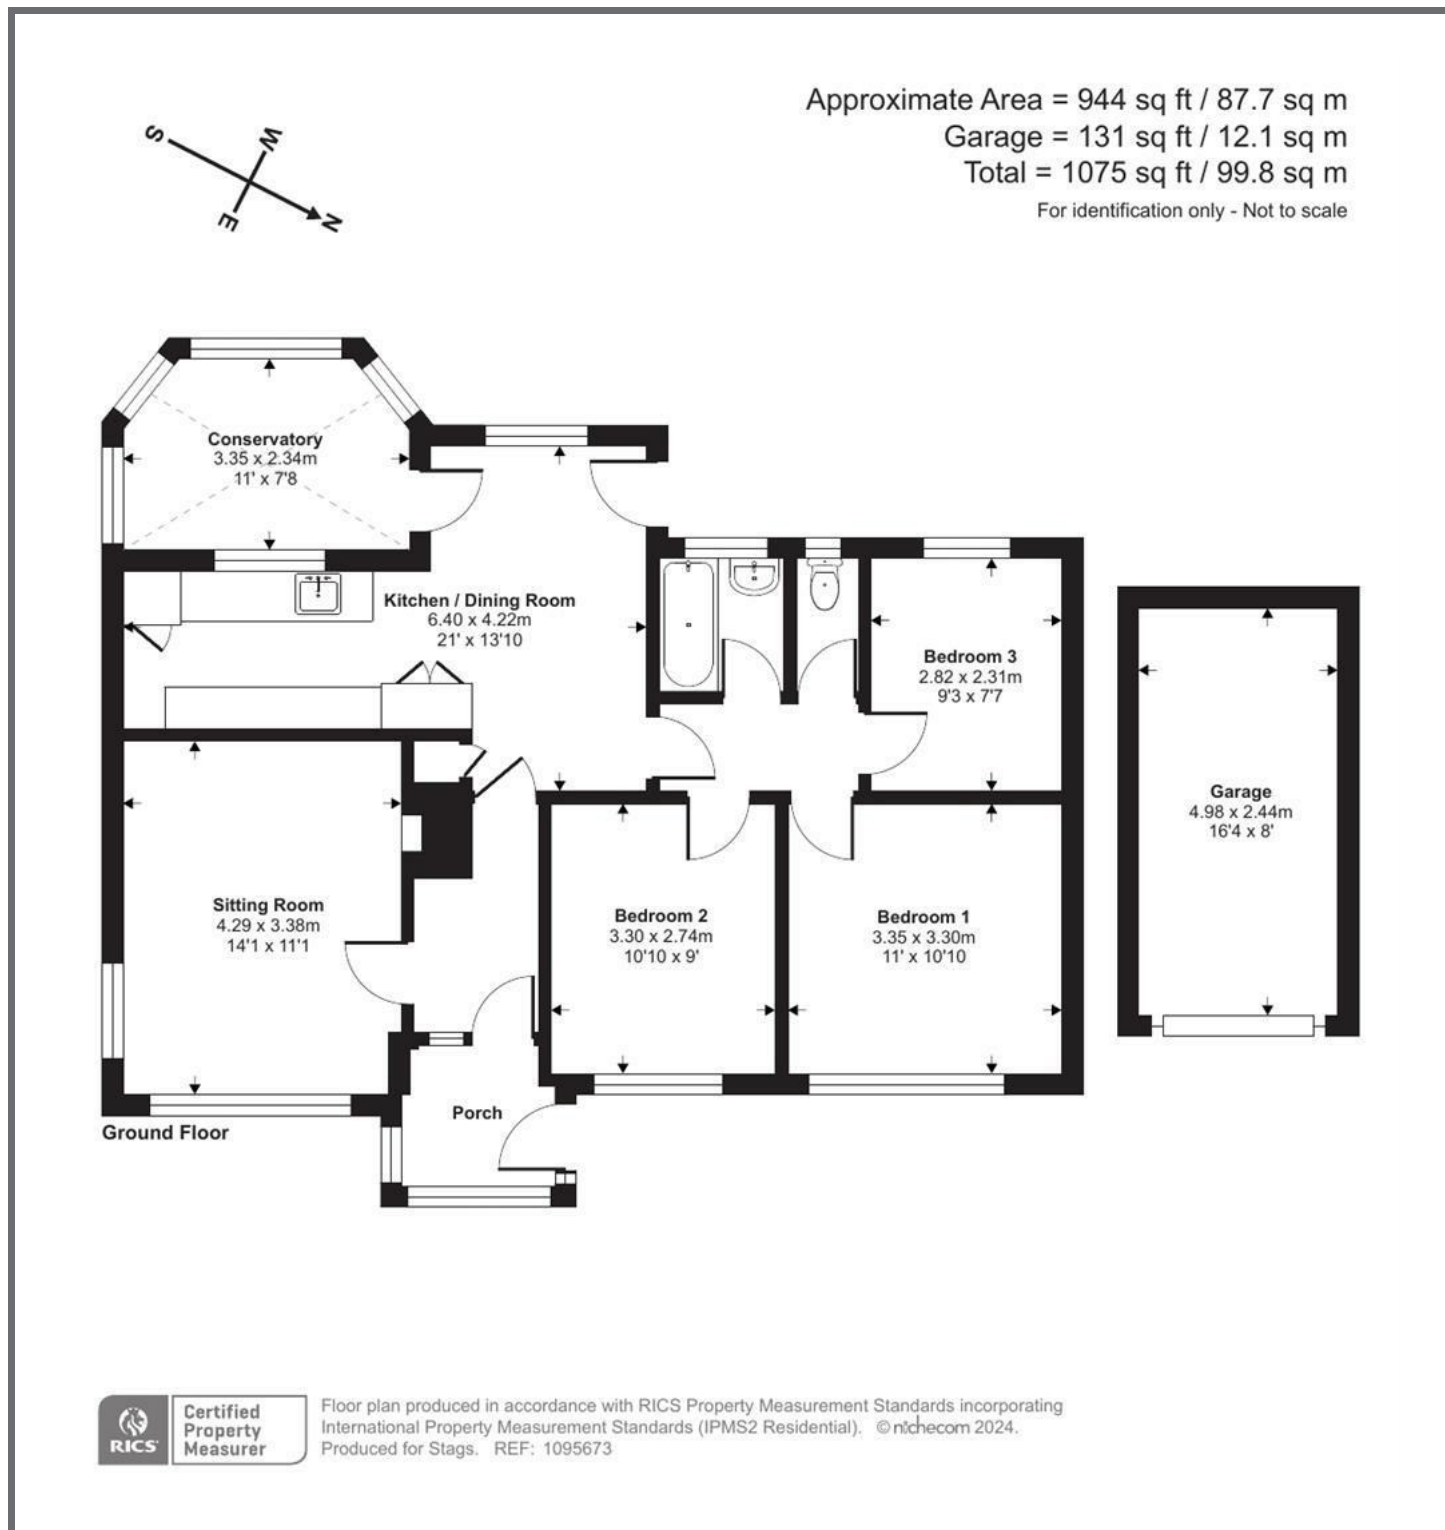 Approximate Area = 944 sq ft / 87.7 sq m
Garage = 131 sq ft / 12.1 sq m
Total = 1075 sq ft / 99.8 sq m
For identification only - Not to scale
S
W
E
N
Conservatory
3.35 x 2.34m
11' x 7'8
Kitchen / Dining Room
6.40 x 4.22m
21' x 13'10
Bedroom 3
2.82 x 2.31m
9'3 x 7'7
Garage
4.98 x 2.44m
16'4 x 8'
Sitting Room
4.29 x 3.38m
14'1 x 11'1
Bedroom 2
3.30 x 2.74m
10'10 x 9'
Bedroom 1
3.35 x 3.30m
11' x 10'10
Porch
Ground Floor
RICS
Certified
Property
Measurer
Floor plan produced in accordance with RICS Property Measurement Standards incorporating
International Property Measurement Standards (IPMS2 Residential). © nichecom 2024.
Produced for Stags. REF: 1095673